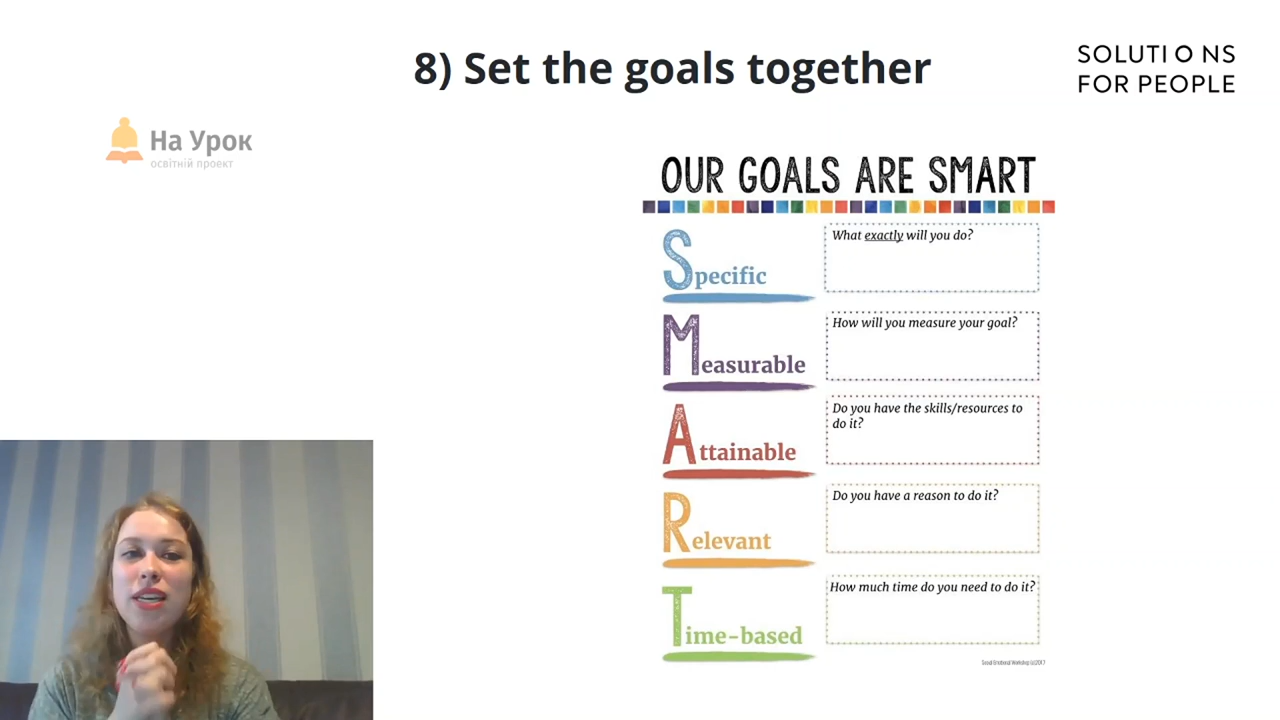 8) Set the goals together
SOLUTIONS
FOR PEOPLE
На Урок
освітній проект
OUR GOALS ARE SMART
Specific
What exactly will you do?
Measurable
How will you measure your goal?
Attainable
Do you have the skills/resources to
do it?
Relevant
Do you have a reason to do it?
Time-based
How much time do you need to do it?